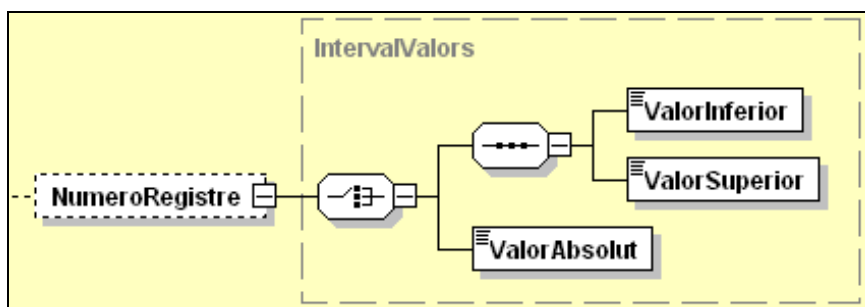 IntervalValors
ValorInferior
ValorSuperior
NumeroRegistre
ValorAbsolut